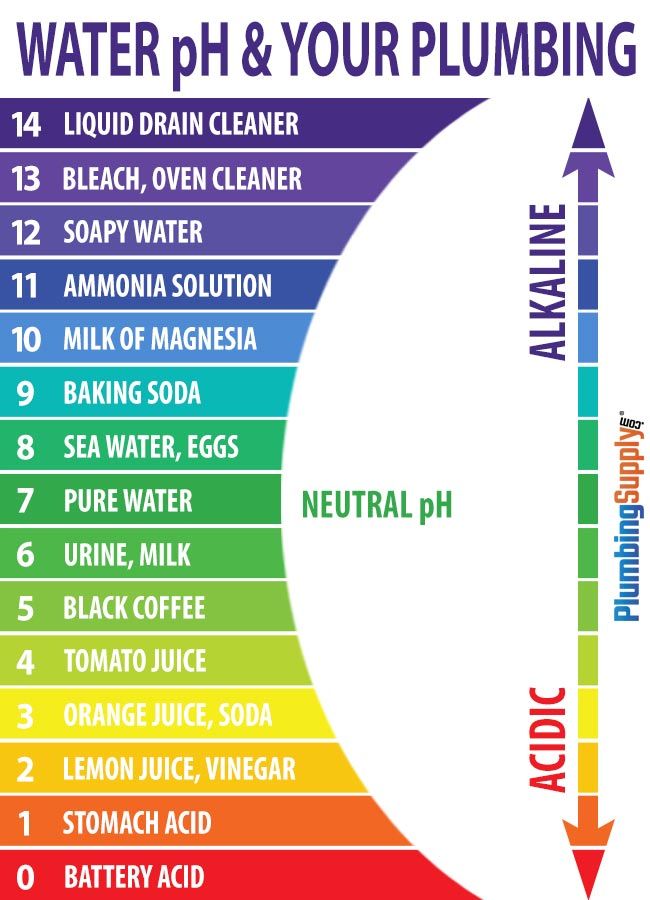 WATER pH & YOUR PLUMBING
14 LIQUID DRAIN CLEANER
13 BLEACH, OVEN CLEANER
12 SOAPY WATER
11 AMMONIA SOLUTION
10 MILK OF MAGNESIA
9 BAKING SODA
8 SEA WATER, EGGS
7 PURE WATER
NEUTRAL pH
6 URINE, MILK
5 BLACK COFFEE
4 TOMATO JUICE
3 ORANGE JUICE, SODA
2 LEMON JUICE, VINEGAR
1 STOMACH ACID
0 BATTERY ACID
ALKALINE
ACIDIC
PlumbingSupply.com®